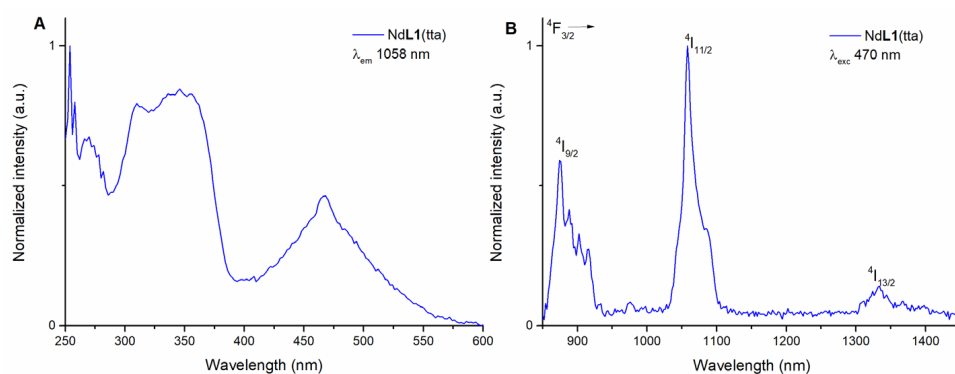 A
NdL1(tta)
λem 1058 nm
Normalized intensity (a.u.)
1
0
250 300 350 400 450 500 550 600
Wavelength (nm)
B
4F3/2
NdL1(tta)
λexc 470 nm
4I9/2
4I11/2
4I13/2
Normalized intensity (a.u.)
1
0
900 1000 1100 1200 1300 1400
Wavelength (nm)